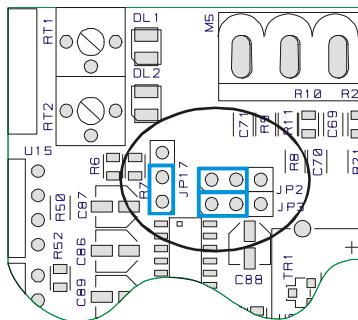 RT1
DL1
M5
RT2
DL2
R10
R2
C71
R9
R11
C69
U15
R6
R7
JP17
R8
C70
R21
JP2
JP3
R50
C87
R52
C86
C88
TR1
C89